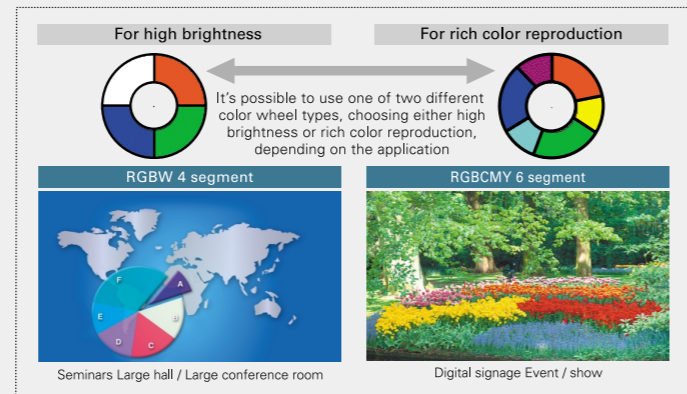 For high brightness
For rich color reproduction
It's possible to use one of two different
color wheel types, choosing either high
brightness or rich color reproduction,
depending on the application
RGBW 4 segment
RGBCMY 6 segment
F
A
B
E
D
C
Seminars Large hall / Large conference room
Digital signage Event / show